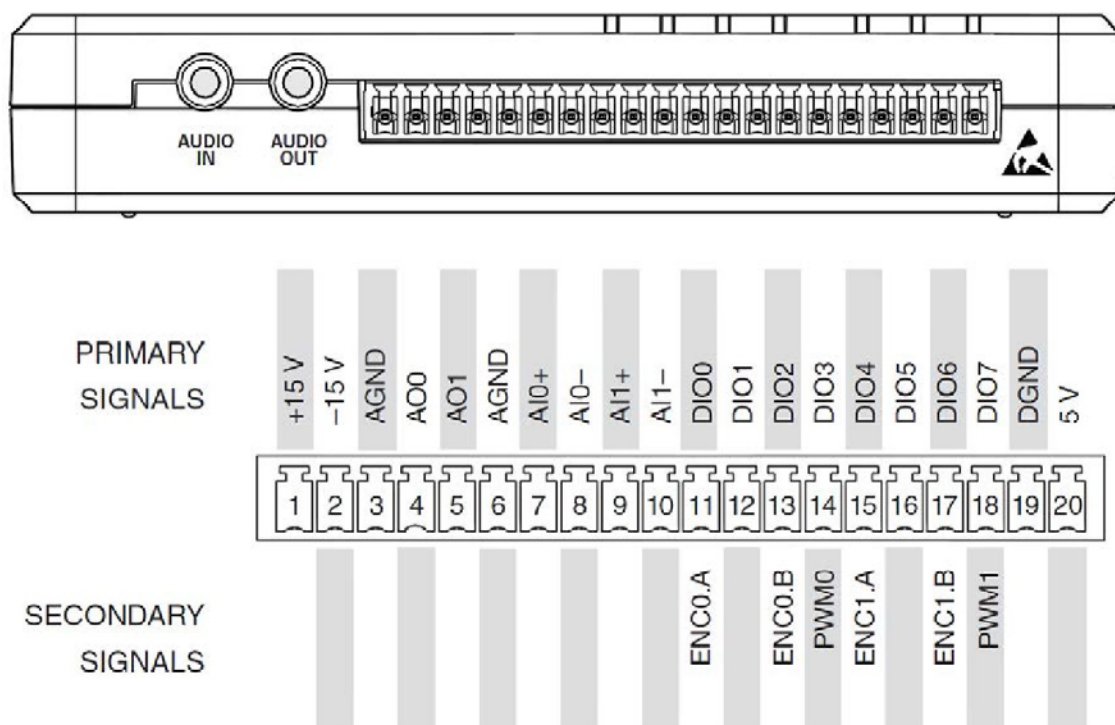 AUDIO
IN
AUDIO
OUT
PRIMARY
SIGNALS
+15 V
–15 V
AGND
AO0
AO1
AGND
AI0+
AI0–
AI1+
AI1–
DIO0
DIO1
DIO2
DIO3
DIO4
DIO5
DIO6
DIO7
DGND
5 V
1 2 3 4 5 6 7 8 9 10 11 12 13 14 15 16 17 18 19 20
SECONDARY
SIGNALS
ENC0.A
ENC0.B
PWM0
ENC1.A
ENC1.B
PWM1